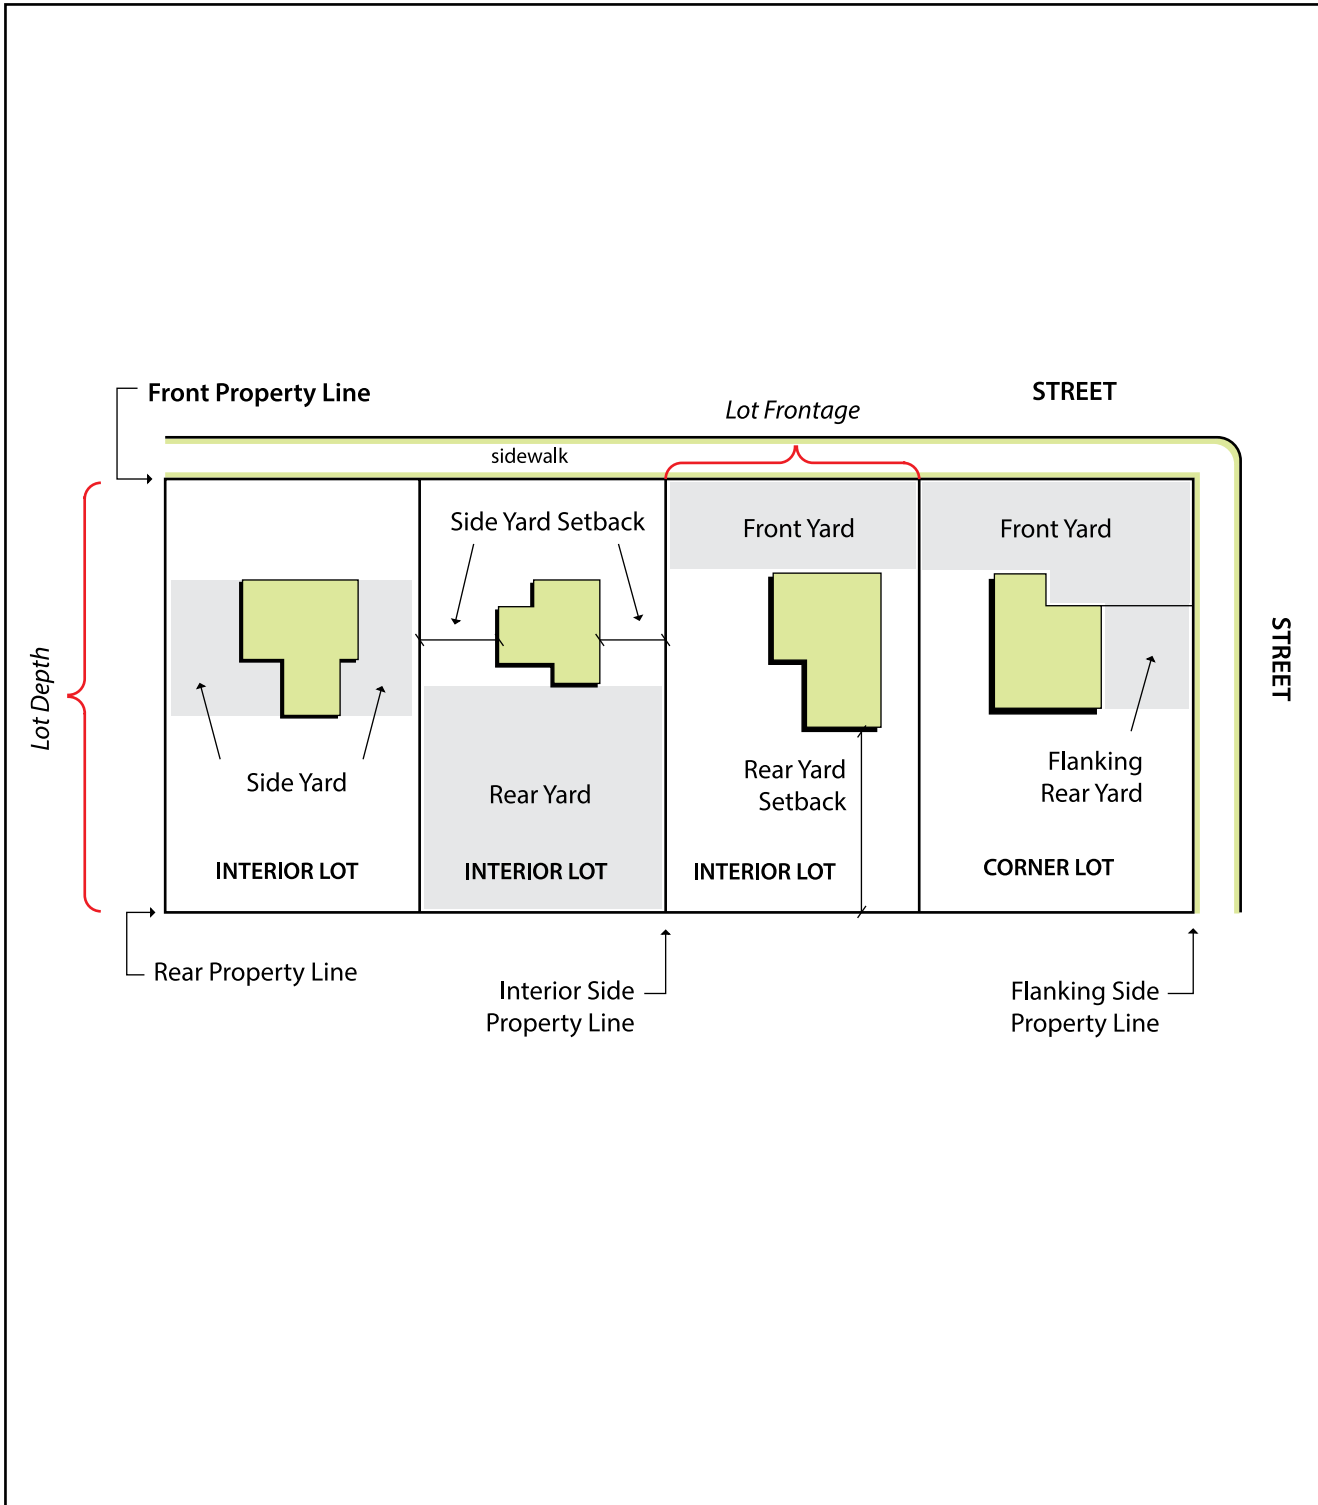 Front Property Line
STREET
Lot Frontage
sidewalk
Side Yard Setback
Front Yard
Front Yard
STREET
Lot Depth
Side Yard
Rear Yard
Rear Yard
Setback
Flanking
Rear Yard
INTERIOR LOT
INTERIOR LOT
INTERIOR LOT
CORNER LOT
Rear Property Line
Interior Side
Property Line
Flanking Side
Property Line